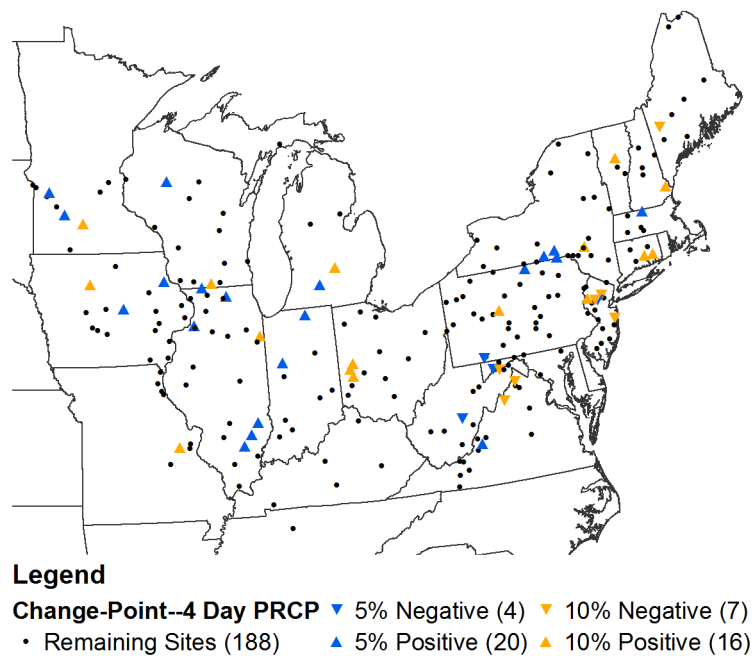 Legend
Change-Point--4 Day PRCP ▼ 5% Negative (4) ▼ 10% Negative (7)
• Remaining Sites (188) ▲ 5% Positive (20) ▲ 10% Positive (16)